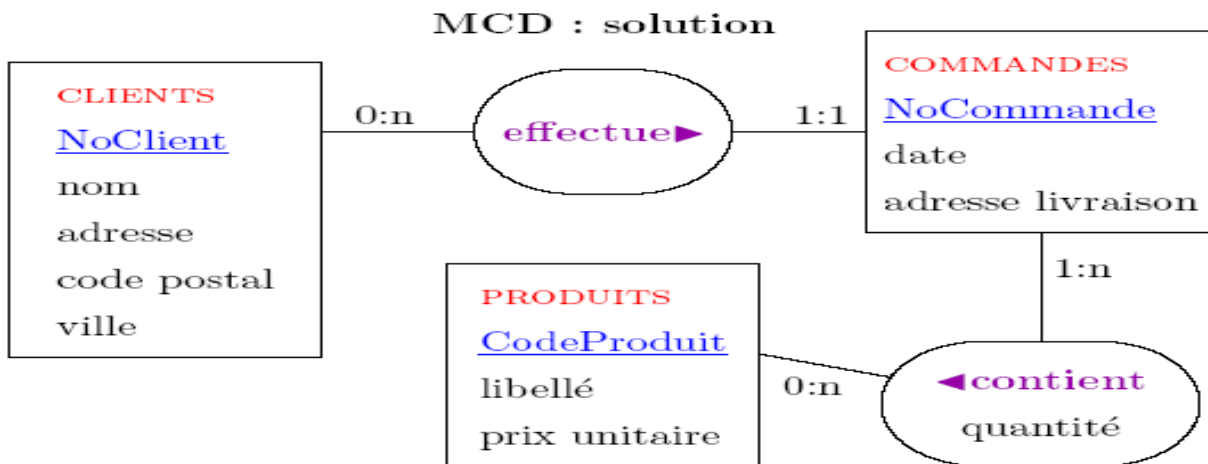 MCD : solution
CLIENTS
NoClient
nom
adresse
code postal
ville
0:n
effectue►
1:1
COMMANDES
NoCommande
date
adresse livraison
1:n
PRODUITS
CodeProduit
libellé
prix unitaire
0:n
◄contient
quantité